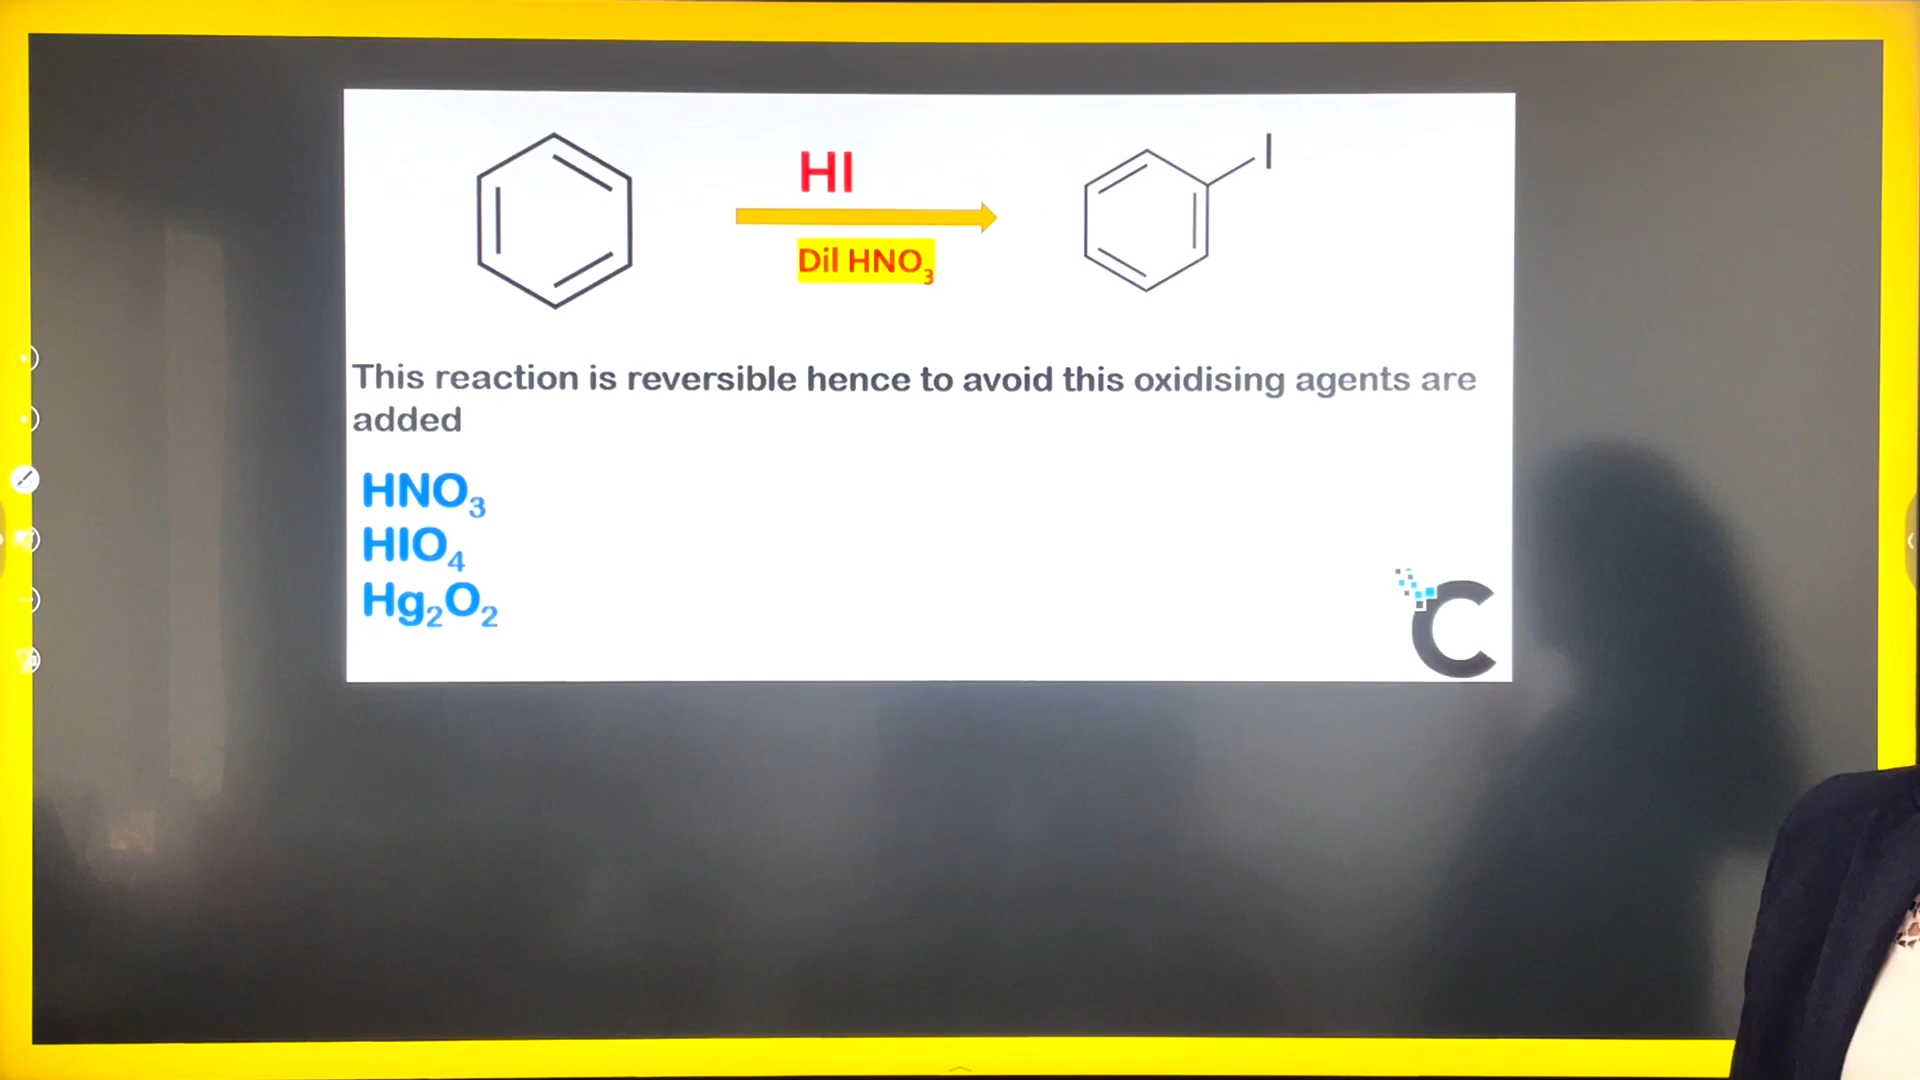 HI
I
Dil HNO₃
This reaction is reversible hence to avoid this oxidising agents are
added
HNO₃
HIO₄
Hg₂O₂
C